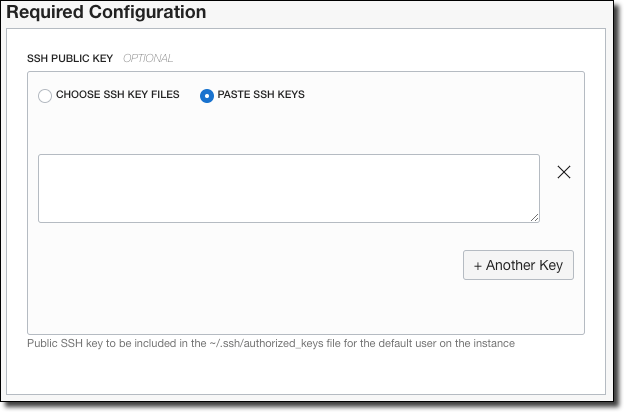 Required Configuration
SSH PUBLIC KEY OPTIONAL
CHOOSE SSH KEY FILES PASTE SSH KEYS
+ Another Key
Public SSH key to be included in the ~/.ssh/authorized_keys file for the default user on the instance